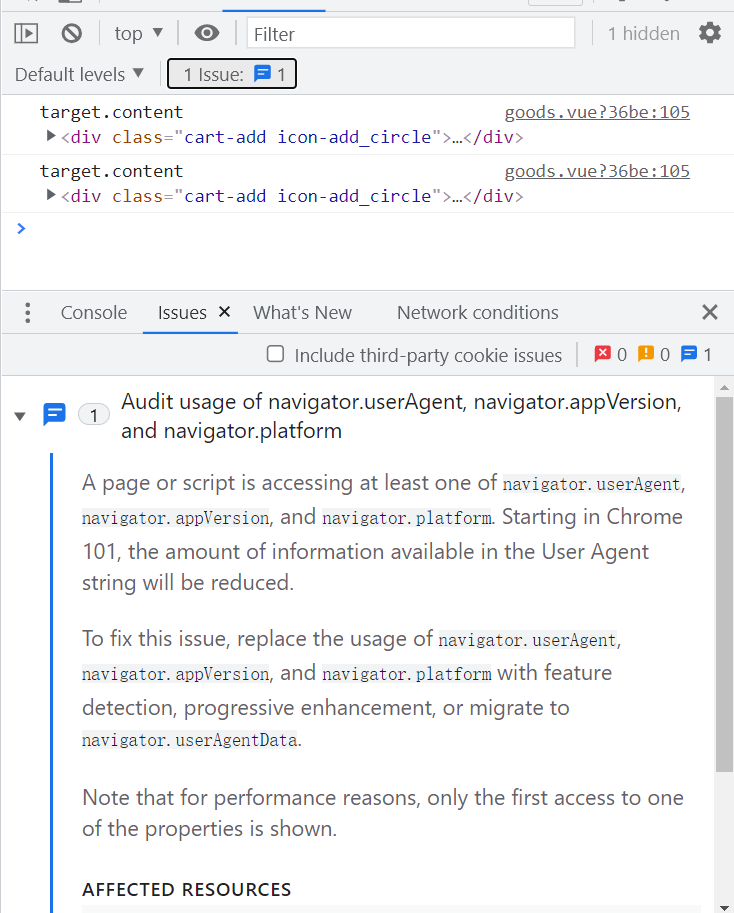 top ▼ Filter 1 hidden
Default levels ▼ 1 Issue: 1
target.content goods.vue?36be:105
▶<div class="cart-add icon-add_circle">…</div>
target.content goods.vue?36be:105
▶<div class="cart-add icon-add_circle">…</div>
>
Console Issues × What's New Network conditions ×
Include third-party cookie issues 0 0 1
▼ 1 Audit usage of navigator.userAgent, navigator.appVersion,
and navigator.platform
A page or script is accessing at least one of navigator.userAgent,
navigator.appVersion, and navigator.platform. Starting in Chrome
101, the amount of information available in the User Agent
string will be reduced.
To fix this issue, replace the usage of navigator.userAgent,
navigator.appVersion, and navigator.platform with feature
detection, progressive enhancement, or migrate to
navigator.userAgentData.
Note that for performance reasons, only the first access to one
of the properties is shown.
AFFECTED RESOURCES